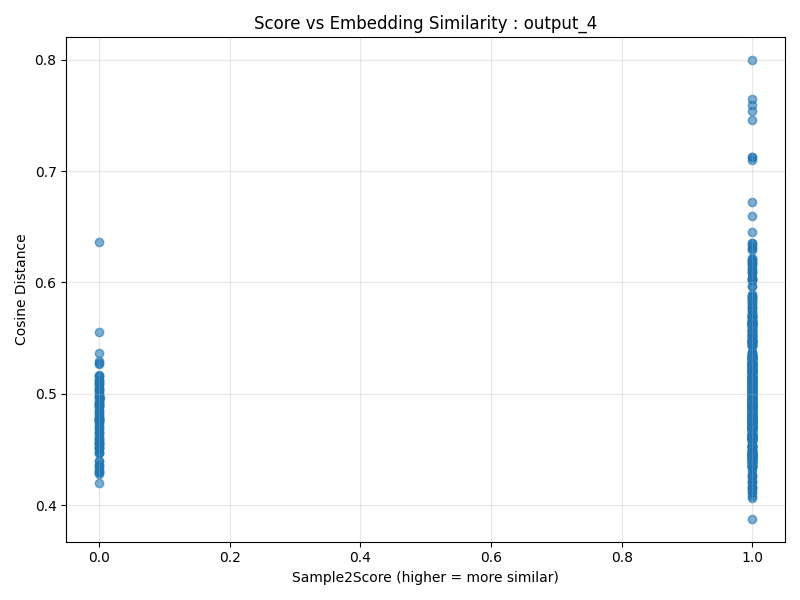 Score vs Embedding Similarity : output_4
0.8
0.7
0.6
0.5
0.4
Cosine Distance
0.0 0.2 0.4 0.6 0.8 1.0
Sample2Score (higher = more similar)